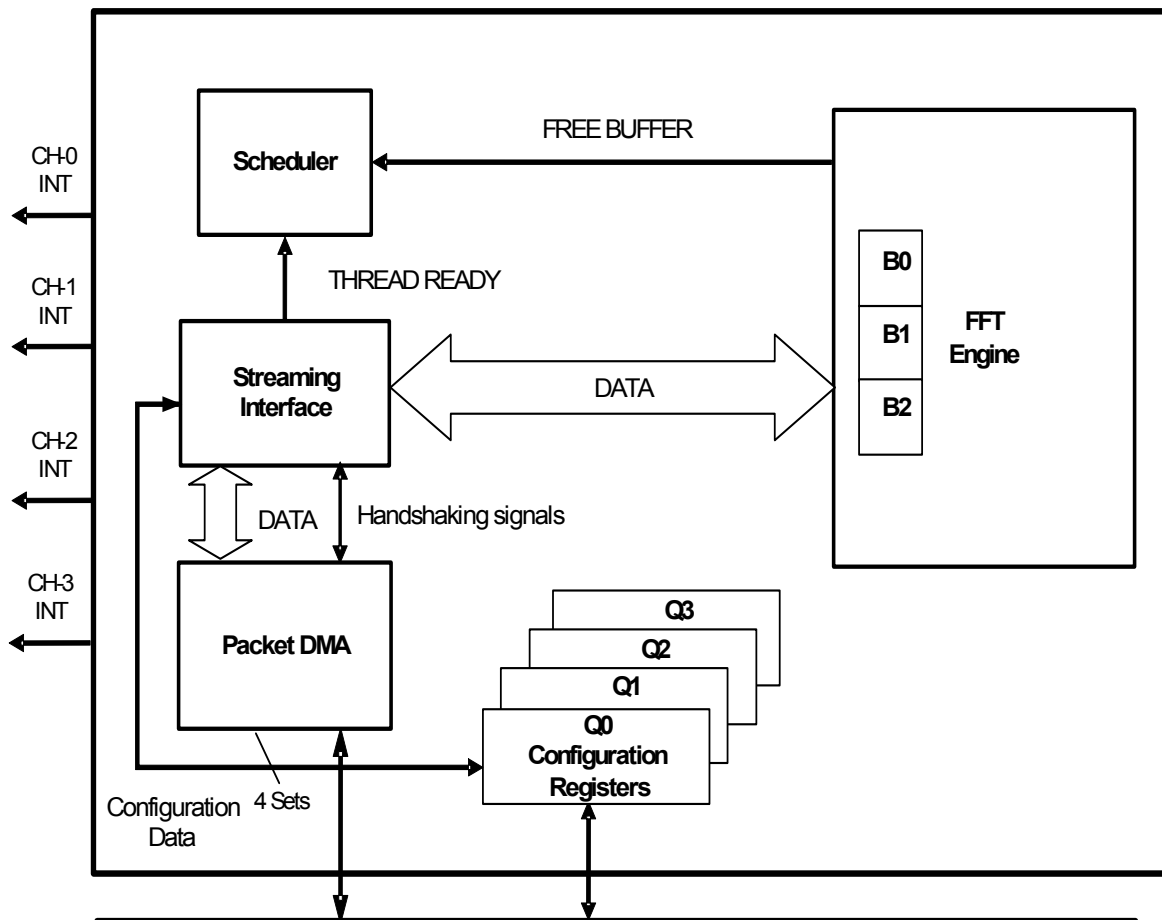 CH-0
INT
CH-1
INT
CH-2
INT
CH-3
INT
Scheduler
FREE BUFFER
THREAD READY
Streaming
Interface
DATA
B0
B1
B2
FFT
Engine
DATA
Handshaking signals
Packet DMA
Q3
Q2
Q1
Q0
Configuration
Registers
4 Sets
Configuration
Data